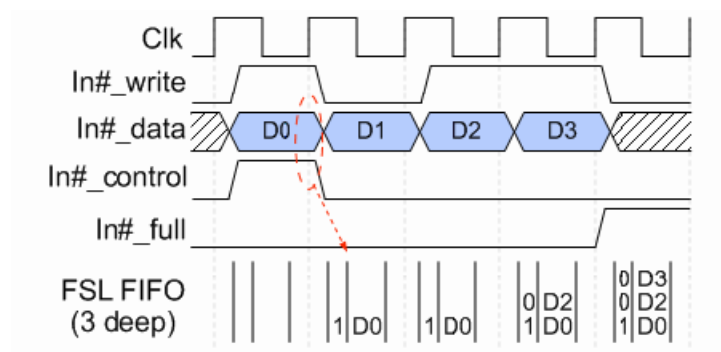 Clk
In#_write
In#_data D0 D1 D2 D3
In#_control
In#_full
FSL FIFO
(3 deep)
1 D0
1 D0
0 D2
1 D0
0 D3
0 D2
1 D0